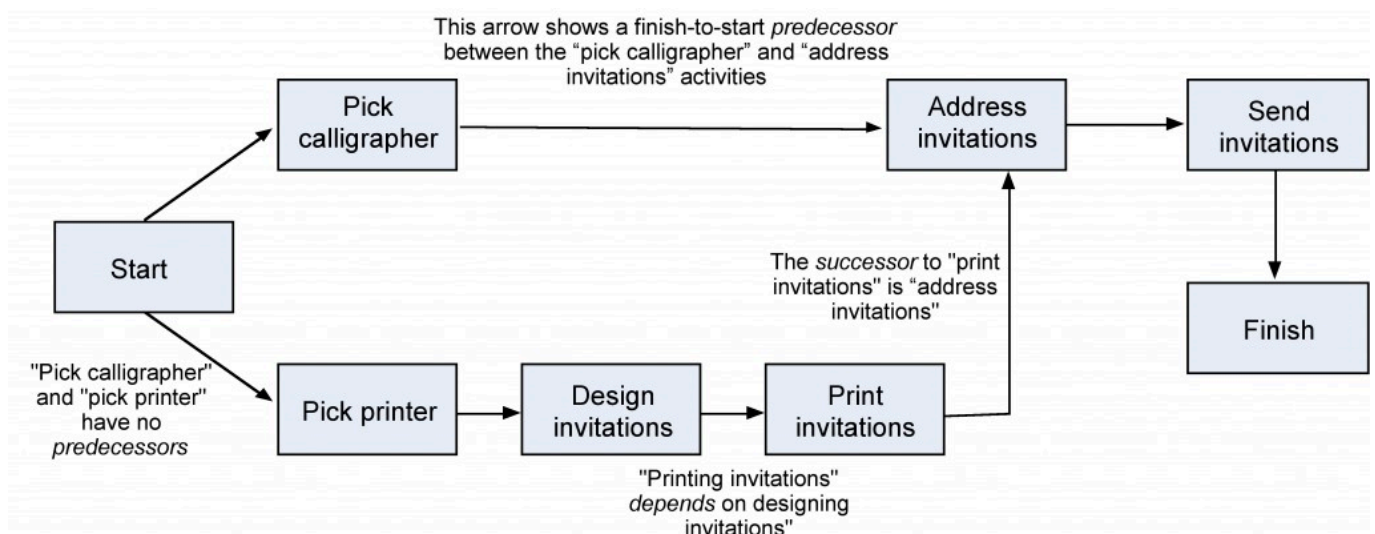 This arrow shows a finish-to-start predecessor
between the “pick calligrapher” and “address
invitations” activities
Pick
calligrapher
Address
invitations
Send
invitations
Start
The successor to "print
invitations" is “address
invitations"
Finish
"Pick calligrapher"
and "pick printer"
have no
predecessors
Pick printer
Design
invitations
Print
invitations
"Printing invitations"
depends on designing
invitations"